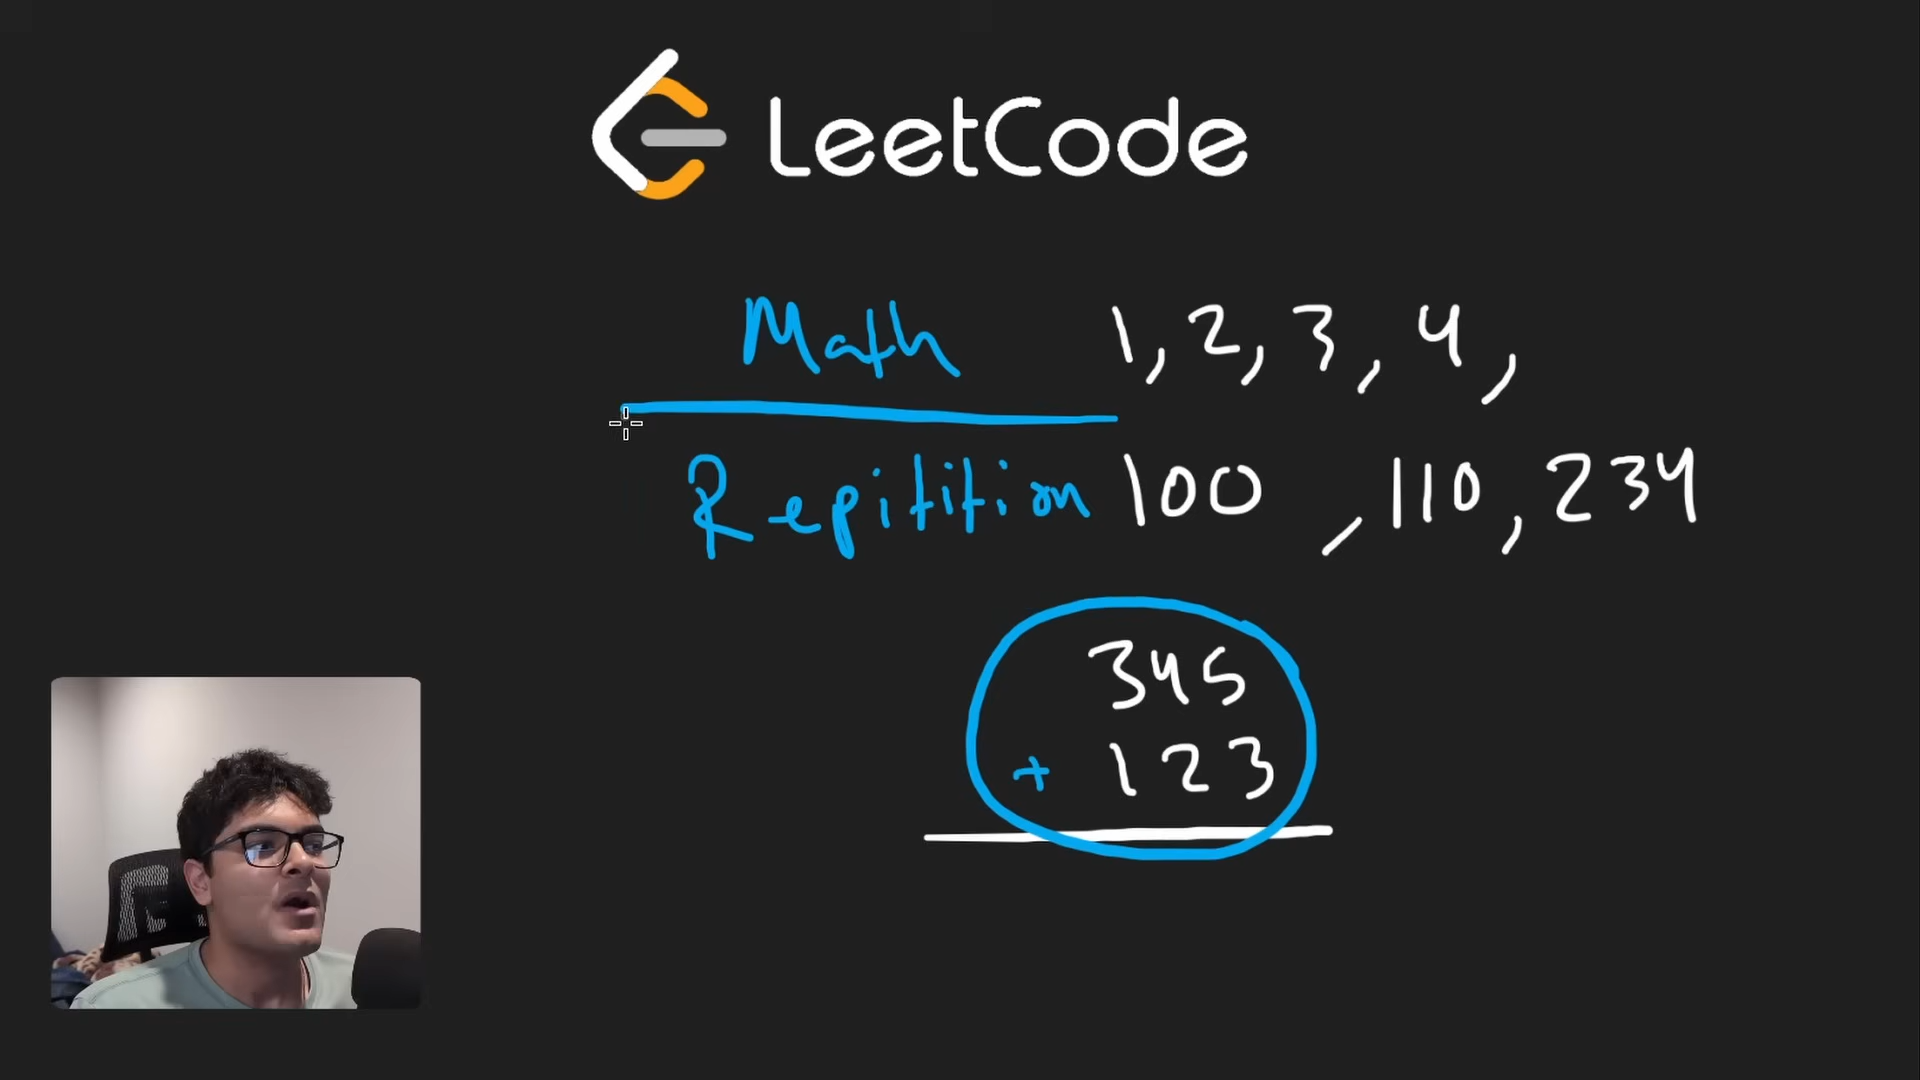 LeetCode
Math 1, 2, 3, 4,
Repitition 100 , 110, 234
345
+ 123